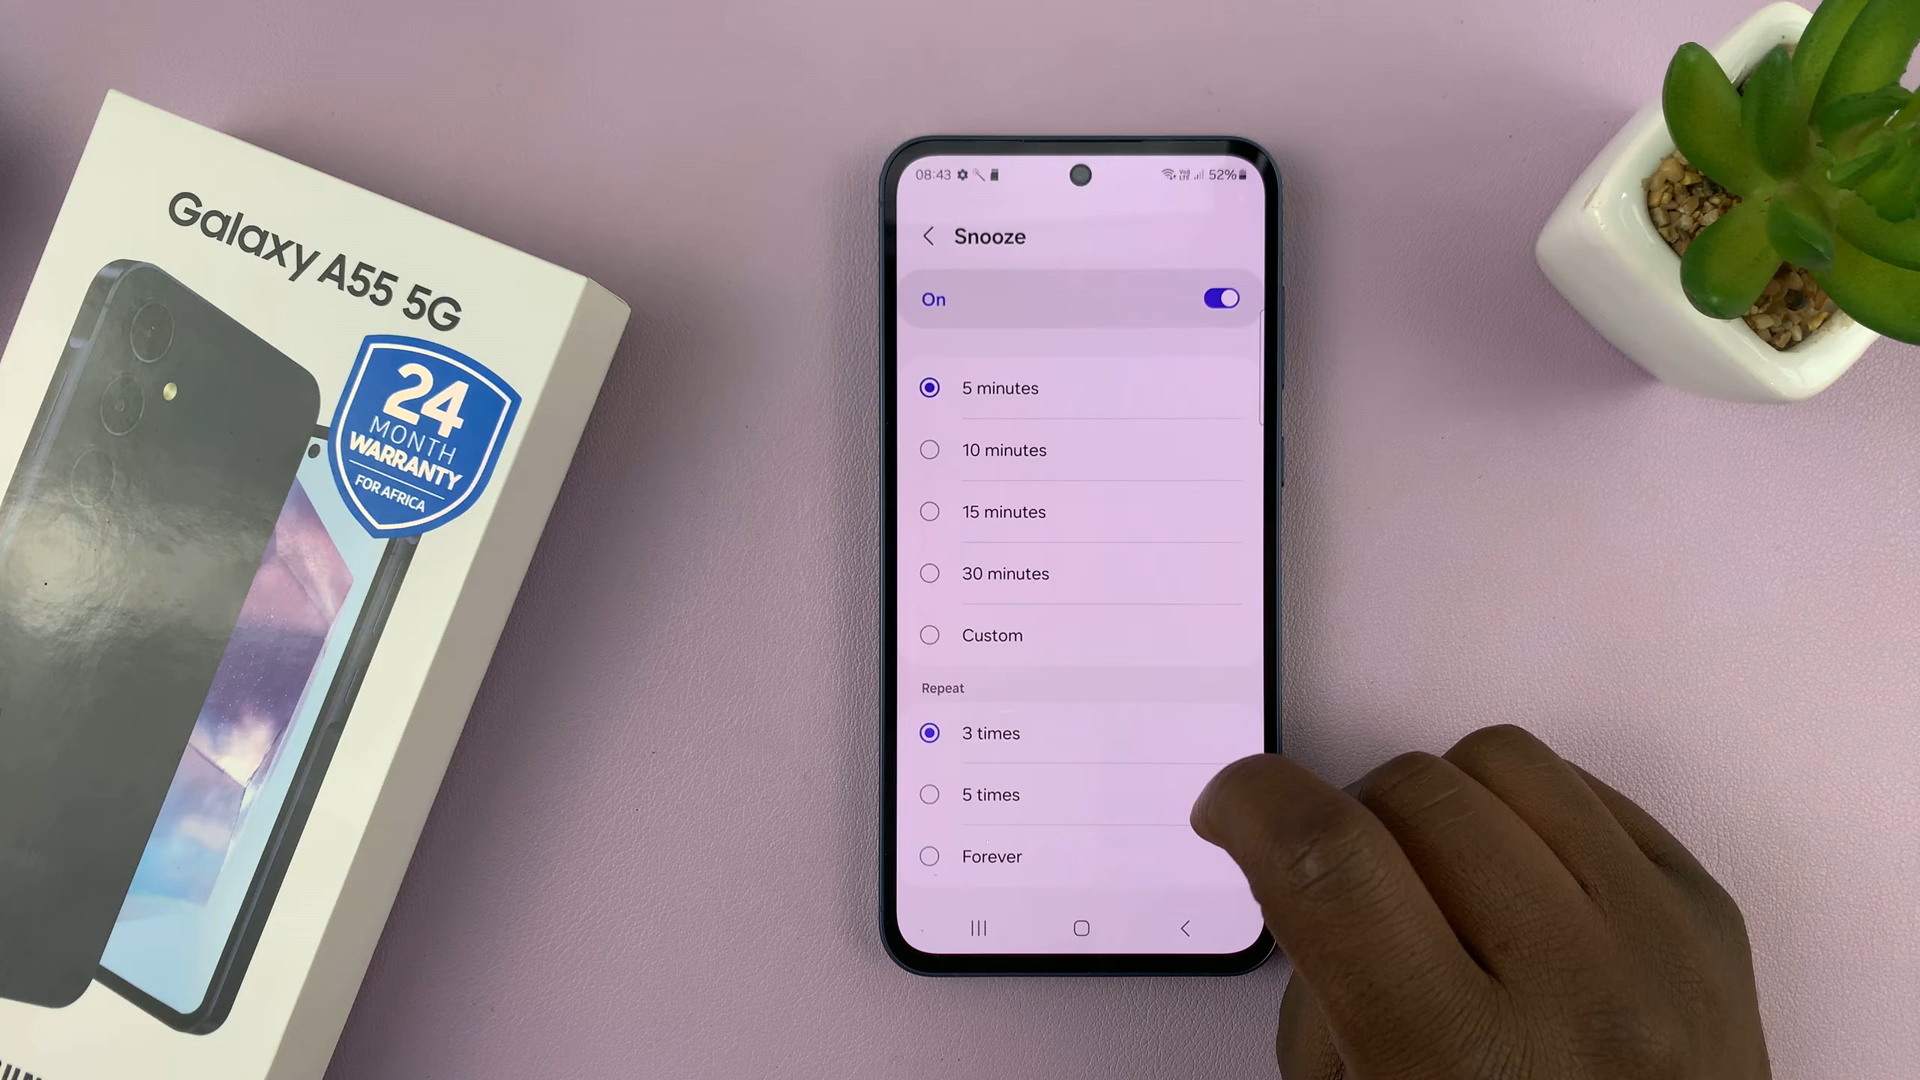 Galaxy A55 5G
24
MONTH
WARRANTY
FOR AFRICA
08:43
52%
Snooze
On
5 minutes
10 minutes
15 minutes
30 minutes
Custom
Repeat
3 times
5 times
Forever